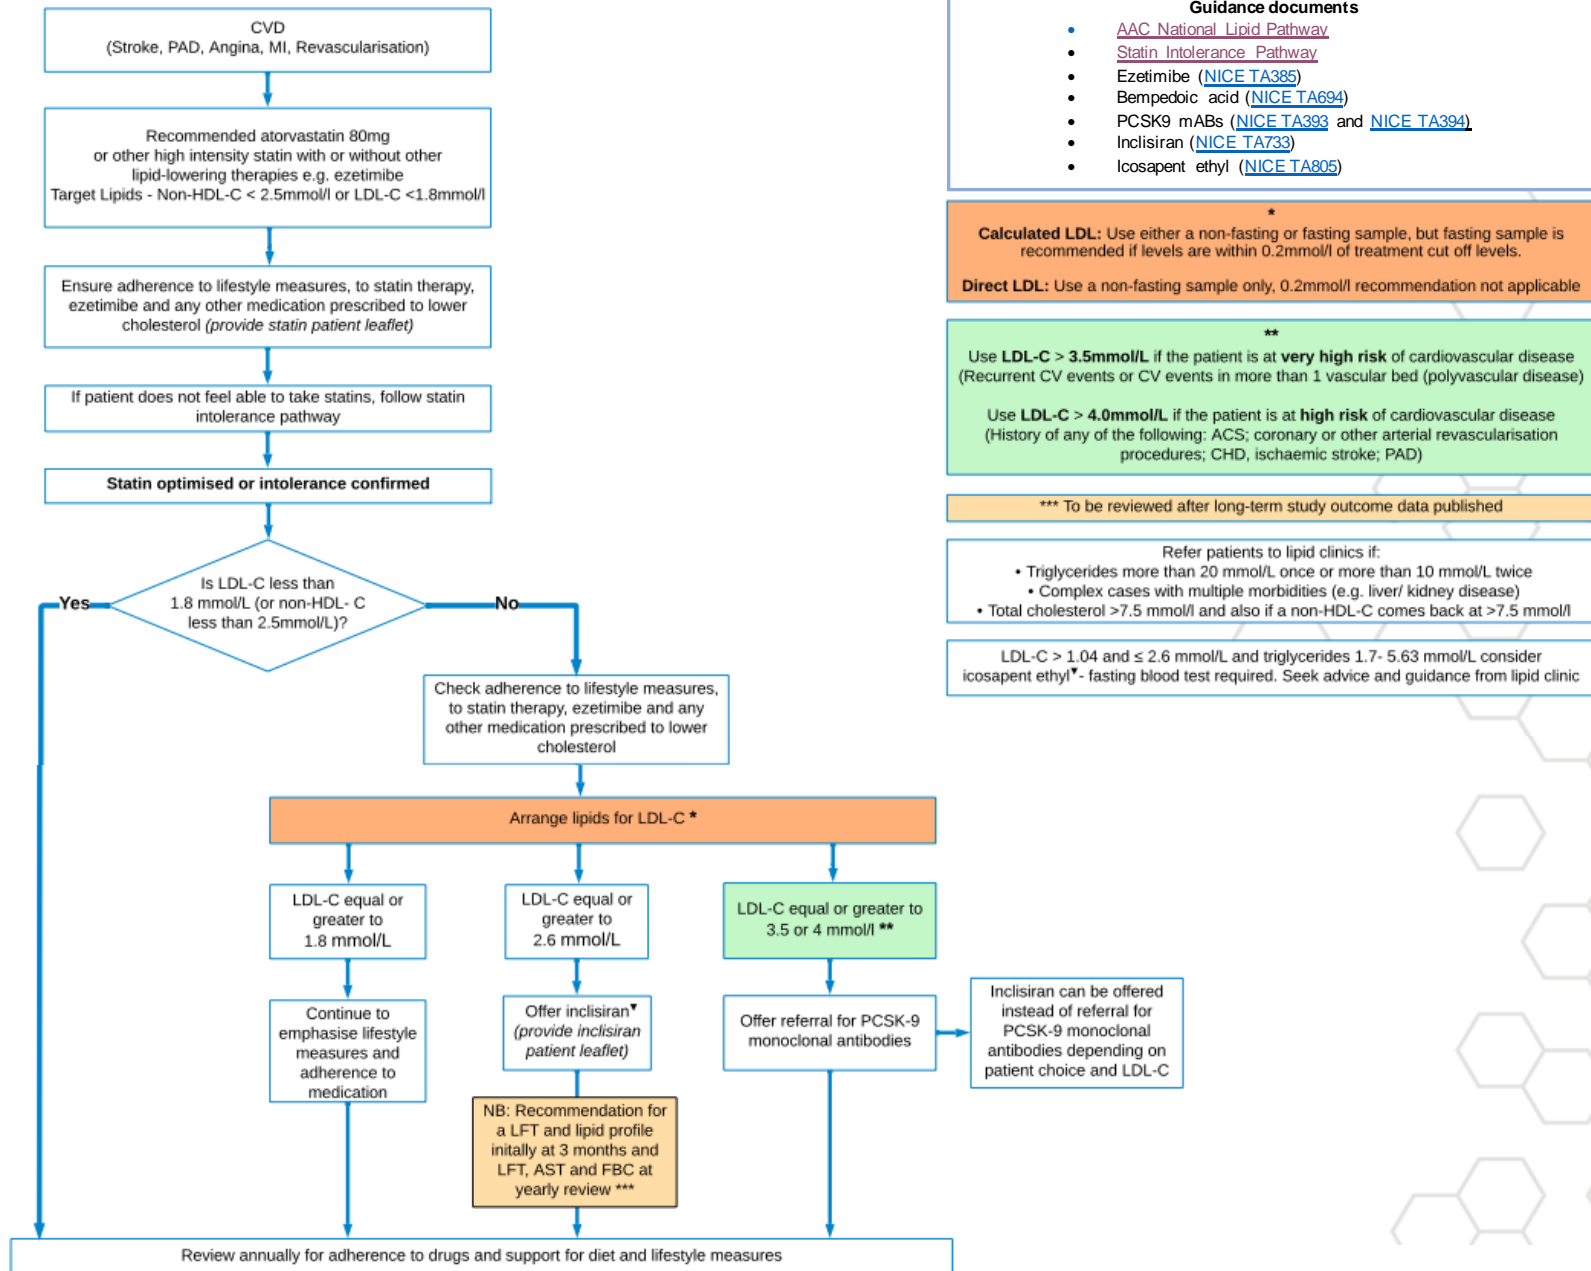 CVD
(Stroke, PAD, Angina, MI, Revascularisation)
Recommended atorvastatin 80mg
or other high intensity statin with or without other
lipid-lowering therapies e.g. ezetimibe
Target Lipids - Non-HDL-C < 2.5mmol/l or LDL-C <1.8mmol/l
Ensure adherence to lifestyle measures, to statin therapy,
ezetimibe and any other medication prescribed to lower
cholesterol (provide statin patient leaflet)
If patient does not feel able to take statins, follow statin
intolerance pathway
Statin optimised or intolerance confirmed
Is LDL-C less than
1.8 mmol/L (or non-HDL- C
less than 2.5mmol/L)?
Yes
No
Check adherence to lifestyle measures,
to statin therapy, ezetimibe and any
other medication prescribed to lower
cholesterol
Arrange lipids for LDL-C *
LDL-C equal or
greater to
1.8 mmol/L
LDL-C equal or
greater to
2.6 mmol/L
LDL-C equal or greater to
3.5 or 4 mmol/l **
Continue to
emphasise lifestyle
measures and
adherence to
medication
Offer inclisiran▼
(provide inclisiran
patient leaflet)
NB: Recommendation for
a LFT and lipid profile
initally at 3 months and
LFT, AST and FBC at
yearly review ***
Offer referral for PCSK-9
monoclonal antibodies
Inclisiran can be offered
instead of referral for
PCSK-9 monoclonal
antibodies depending on
patient choice and LDL-C
Review annually for adherence to drugs and support for diet and lifestyle measures
Guidance documents
• AAC National Lipid Pathway
• Statin Intolerance Pathway
• Ezetimibe (NICE TA385)
• Bempedoic acid (NICE TA694)
• PCSK9 mABs (NICE TA393 and NICE TA394)
• Inclisiran (NICE TA733)
• Icosapent ethyl (NICE TA805)
*
Calculated LDL: Use either a non-fasting or fasting sample, but fasting sample is
recommended if levels are within 0.2mmol/l of treatment cut off levels.
Direct LDL: Use a non-fasting sample only, 0.2mmol/l recommendation not applicable
**
Use LDL-C > 3.5mmol/L if the patient is at very high risk of cardiovascular disease
(Recurrent CV events or CV events in more than 1 vascular bed (polyvascular disease)
Use LDL-C > 4.0mmol/L if the patient is at high risk of cardiovascular disease
(History of any of the following: ACS; coronary or other arterial revascularisation
procedures; CHD, ischaemic stroke; PAD)
*** To be reviewed after long-term study outcome data published
Refer patients to lipid clinics if:
• Triglycerides more than 20 mmol/L once or more than 10 mmol/L twice
• Complex cases with multiple morbidities (e.g. liver/ kidney disease)
• Total cholesterol >7.5 mmol/l and also if a non-HDL-C comes back at >7.5 mmol/l
LDL-C > 1.04 and ≤ 2.6 mmol/L and triglycerides 1.7- 5.63 mmol/L consider
icosapent ethyl▼- fasting blood test required. Seek advice and guidance from lipid clinic